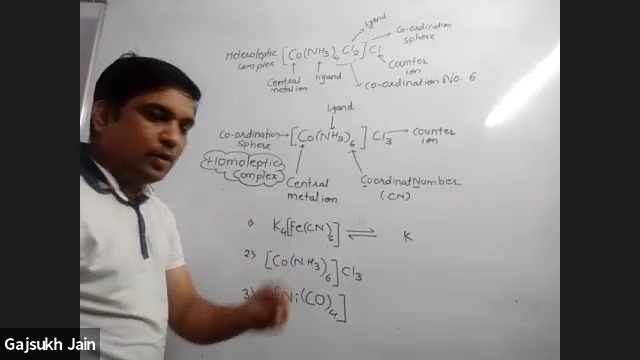 ligand
Co-ordination sphere
Heteroleptic complex [Co(NH3)4 Cl2] Cl
Central metal ion
ligand
Counter ion
Co-ordination No. 6
ligand
Co-ordination sphere [Co(NH3)6] Cl3 Counter ion
Homoleptic Complex
Central metal ion
Coordinat Number (CN)
1) K4[Fe(CN)6] ⇌ K
2) [Co(NH3)6]Cl3
3) [Ni(CO)4]
Gajsukh Jain